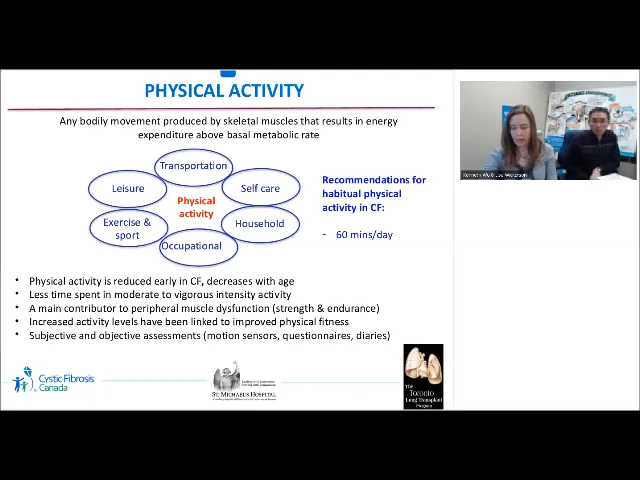 PHYSICAL ACTIVITY
Any bodily movement produced by skeletal muscles that results in energy
expenditure above basal metabolic rate
Transportation
Leisure
Self care
Physical
activity
Exercise &
sport
Household
Occupational
Recommendations for
habitual physical
activity in CF:
- 60 mins/day
• Physical activity is reduced early in CF, decreases with age
• Less time spent in moderate to vigorous intensity activity
• A main contributor to peripheral muscle dysfunction (strength & endurance)
• Increased activity levels have been linked to improved physical fitness
• Subjective and objective assessments (motion sensors, questionnaires, diaries)
Cystic Fibrosis
Canada
ST. MICHAEL'S HOSPITAL
The
Toronto
Lung Transplant
Program